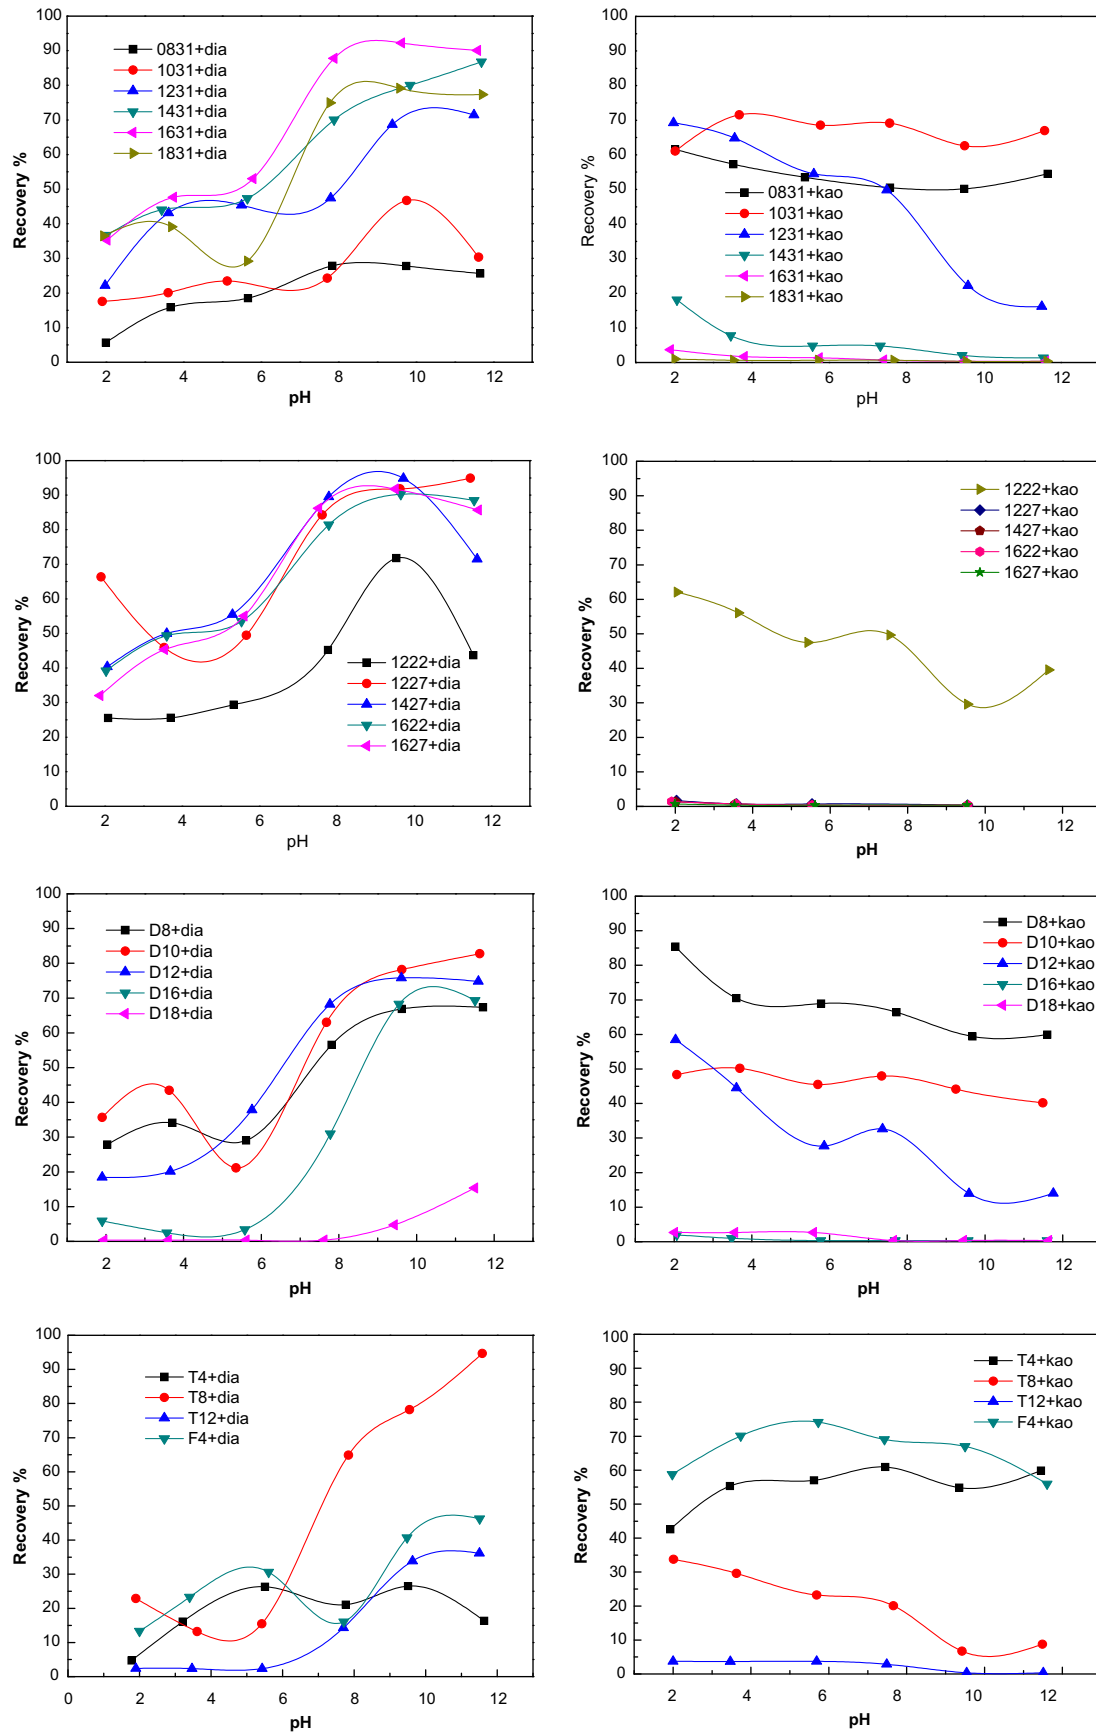 100
90
80
70
60
50
40
30
20
10
0
Recovery %
0831+dia
1031+dia
1231+dia
1431+dia
1631+dia
1831+dia
2 4 6 8 10 12
pH
100
90
80
70
60
50
40
30
20
10
0
Recovery %
0831+kao
1031+kao
1231+kao
1431+kao
1631+kao
1831+kao
2 4 6 8 10 12
pH
100
90
80
70
60
50
40
30
20
10
0
Recovery %
1222+dia
1227+dia
1427+dia
1622+dia
1627+dia
2 4 6 8 10 12
pH
100
90
80
70
60
50
40
30
20
10
0
Recovery %
1222+kao
1227+kao
1427+kao
1622+kao
1627+kao
2 4 6 8 10 12
pH
100
90
80
70
60
50
40
30
20
10
0
Recovery %
D8+dia
D10+dia
D12+dia
D16+dia
D18+dia
2 4 6 8 10 12
pH
100
90
80
70
60
50
40
30
20
10
0
Recovery %
D8+kao
D10+kao
D12+kao
D16+kao
D18+kao
2 4 6 8 10 12
pH
100
90
80
70
60
50
40
30
20
10
0
Recovery %
T4+dia
T8+dia
T12+dia
F4+dia
0 2 4 6 8 10 12
pH
100
90
80
70
60
50
40
30
20
10
0
Recovery %
T4+kao
T8+kao
T12+kao
F4+kao
2 4 6 8 10 12
pH